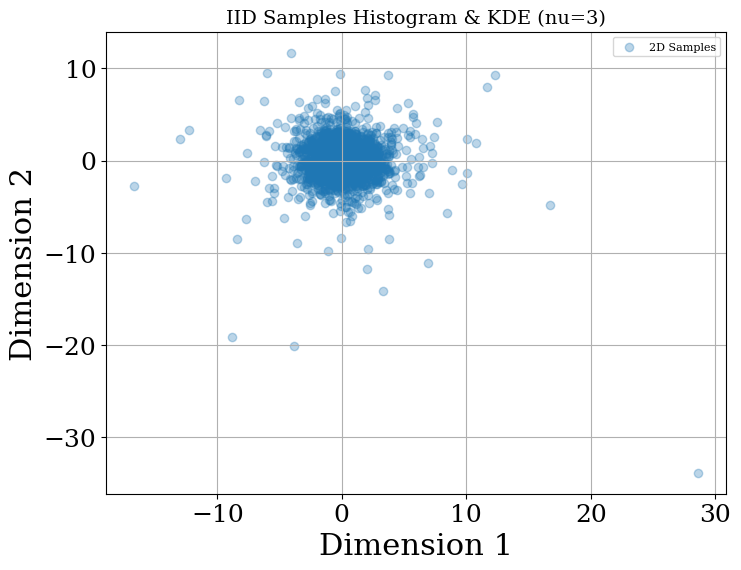 IID Samples Histogram & KDE (nu=3)
2D Samples
10
0
−10
−20
−30
Dimension 2
−10 0 10 20 30
Dimension 1